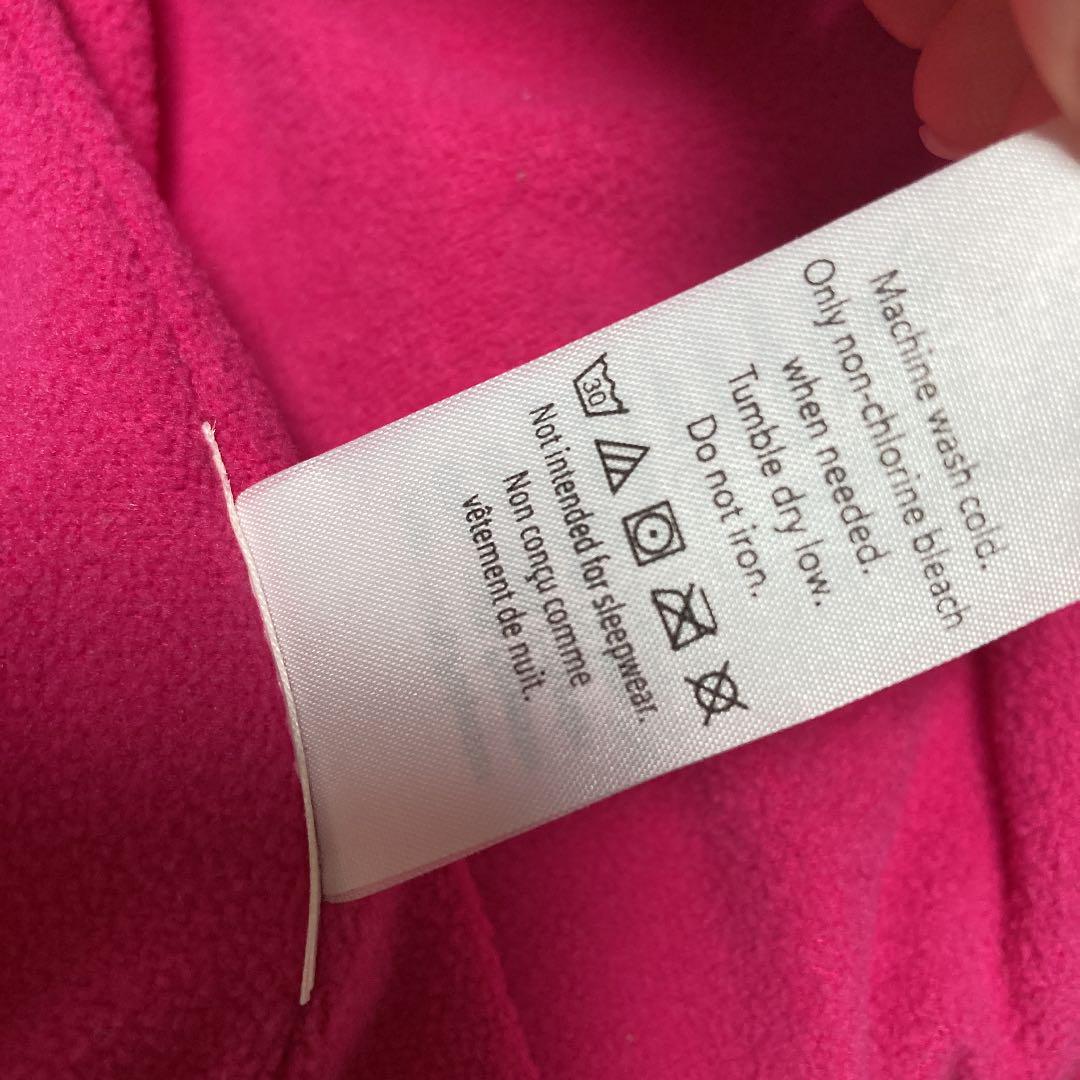 Machine wash cold.
Only non-chlorine bleach
when needed.
Tumble dry low.
Do not iron.
30
Not intended for sleepwear.
Non conçu comme
vêtement de nuit.